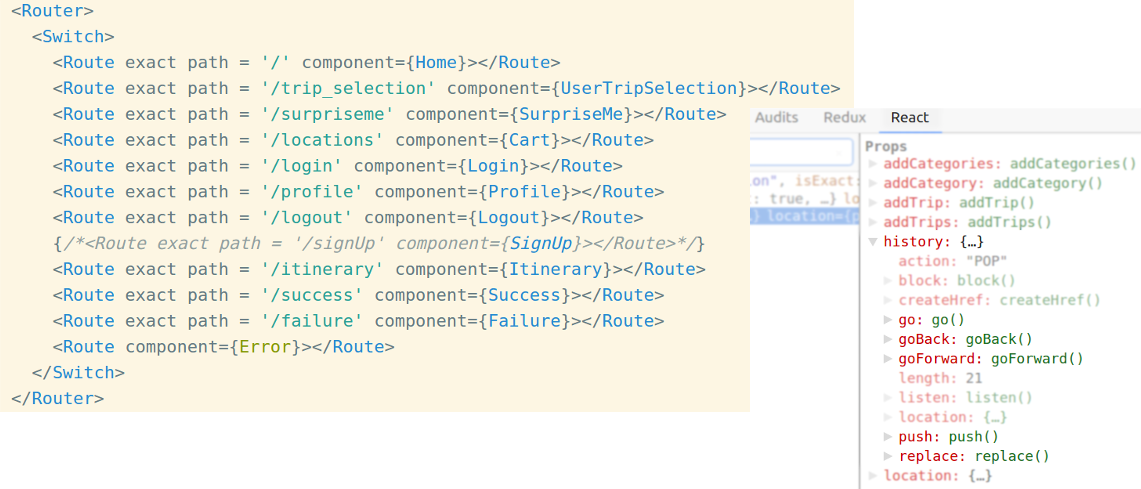 <Router>
<Switch>
<Route exact path = '/' component={Home}></Route>
<Route exact path = '/trip_selection' component={UserTripSelection}></Route>
<Route exact path = '/surpriseme' component={SurpriseMe}></Route>
<Route exact path = '/locations' component={Cart}></Route>
<Route exact path = '/login' component={Login}></Route>
<Route exact path = '/profile' component={Profile}></Route>
<Route exact path = '/logout' component={Logout}></Route>
{/*<Route exact path = '/signUp' component={SignUp}></Route>*/}
<Route exact path = '/itinerary' component={Itinerary}></Route>
<Route exact path = '/success' component={Success}></Route>
<Route exact path = '/failure' component={Failure}></Route>
<Route component={Error}></Route>
</Switch>
</Router>
Audits Redux React
on", isExact:
: true, …} lo
…} location={p
Props
addCategories: addCategories()
addCategory: addCategory()
addTrip: addTrip()
addTrips: addTrips()
history: {…}
action: "POP"
block: block()
createHref: createHref()
go: go()
goBack: goBack()
goForward: goForward()
length: 21
listen: listen()
location: {…}
push: push()
replace: replace()
location: {…}